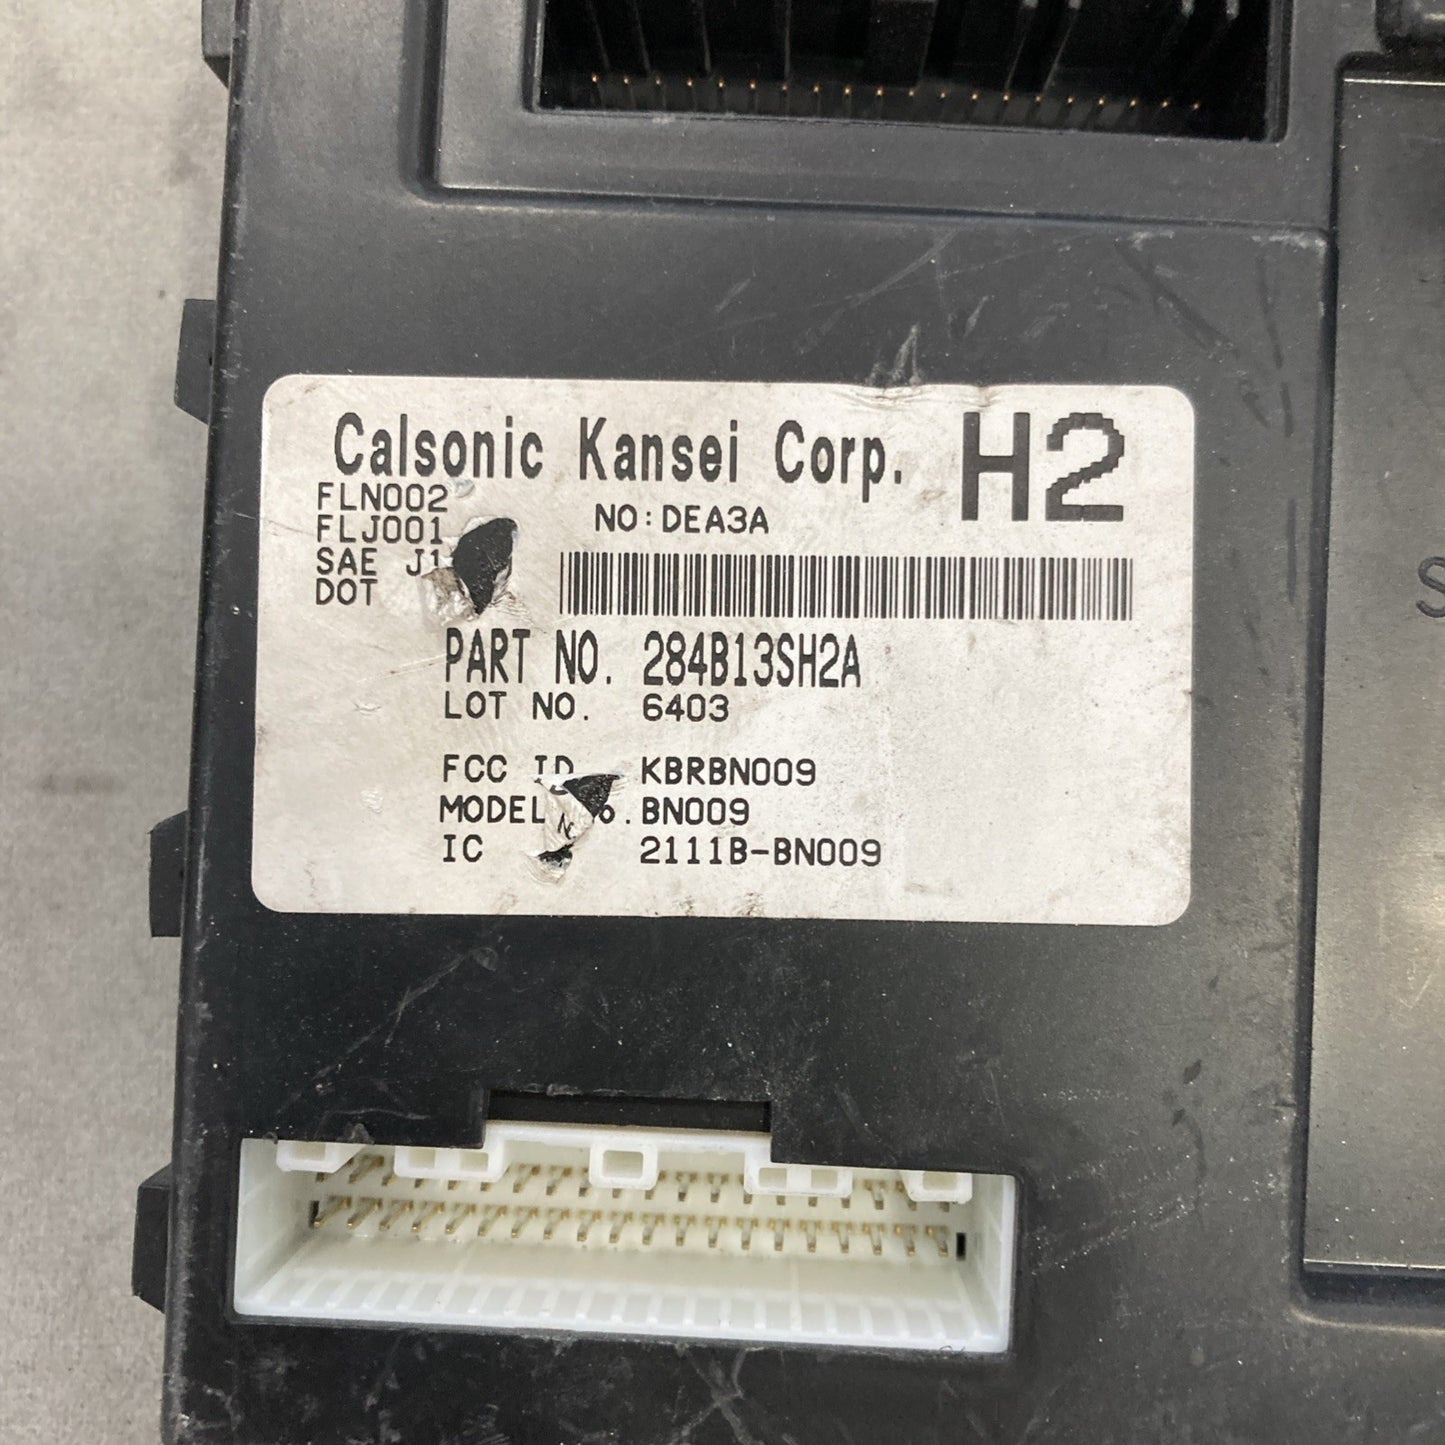 Calsonic Kansei Corp. H2
FLN002
FLJ001 NO:DEA3A
SAE
DOT
PART NO. 284B13SH2A
LOT NO. 6403
FCC ID KBRBN009
MODEL BN009
IC 2111B-BN009